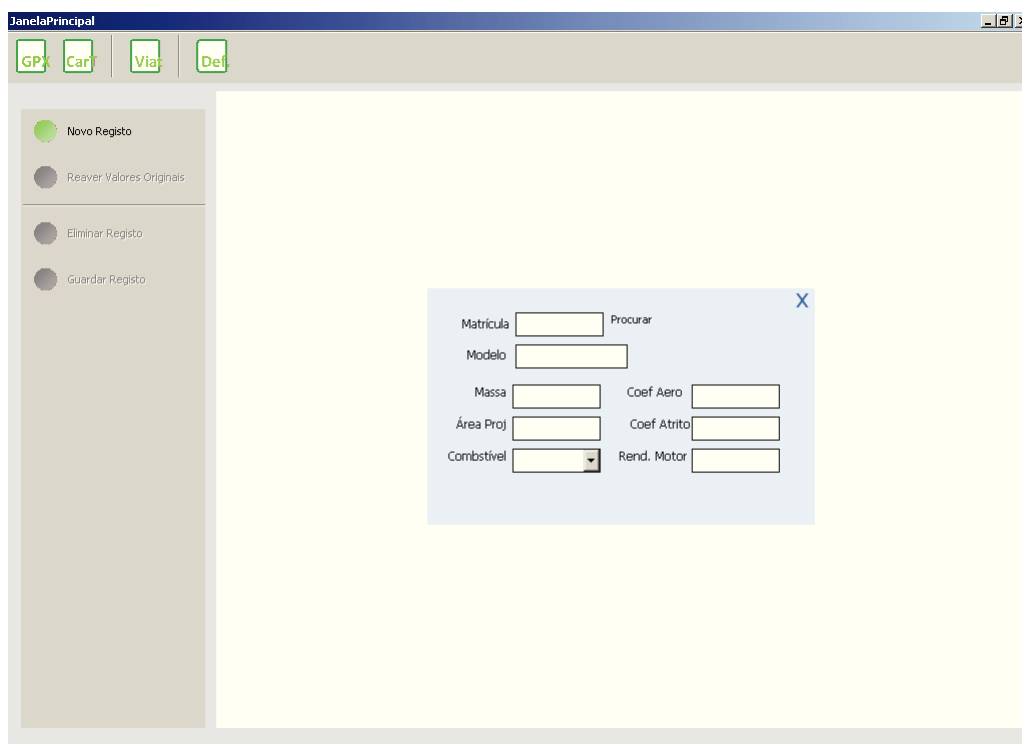 JanelaPrincipal
GPX CarT Viat Def.
Novo Registo
Reaver Valores Originais
Eliminar Registo
Guardar Registo
X
Matrícula Procurar
Modelo
Massa Coef Aero
Área Proj Coef Atrito
Combstível Rend. Motor